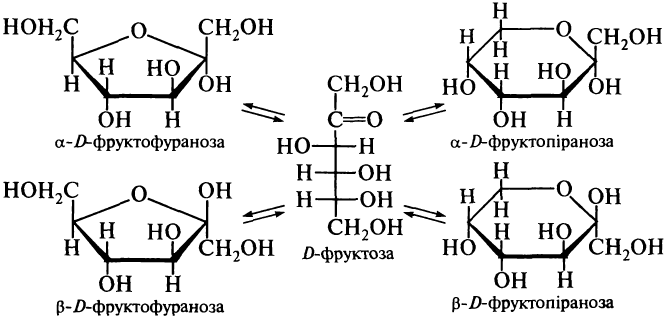 HOH₂C O CH₂OH
H HO
H OH
OH H
α-D-фруктофураноза
H
H O CH₂OH
H
H HO
HO OH
OH H
α-D-фруктопіраноза
CH₂OH
C=O
HO H
H OH
H OH
CH₂OH
D-фруктоза
HOH₂C O OH
H HO
H CH₂OH
OH H
β-D-фруктофураноза
H
H O OH
H
H HO
HO CH₂OH
OH H
β-D-фруктопіраноза